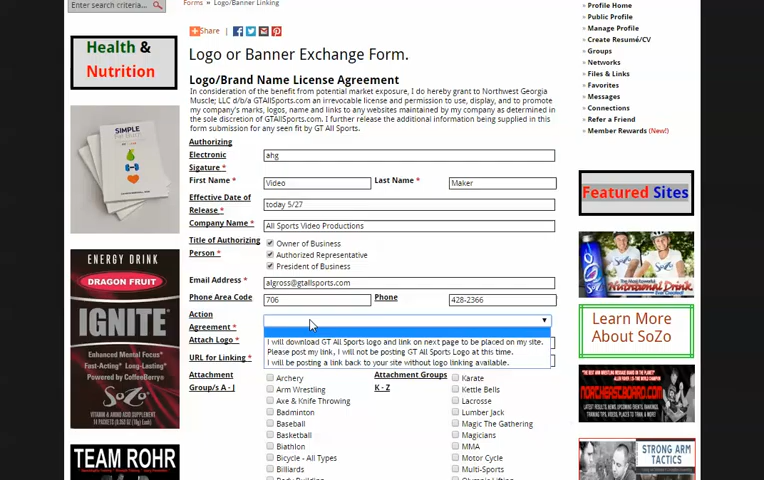 Enter search criteria...
Forms » Logo/Banner Linking
Share
Health &
Nutrition
SIMPLE
ENERGY DRINK
DRAGON FRUIT
IGNITE
Enhanced Mental Focus*
Fast-Acting* Long-Lasting*
Powered by CoffeeBerry®
SoZo
VITAMIN & AMINO ACID SUPPLEMENT
TEAM ROHR
Logo or Banner Exchange Form.
Logo/Brand Name License Agreement
In consideration of the benefit from potential market exposure, I do hereby grant to Northwest Georgia
Muscle; LLC d/b/a GTAllSports.com an irrevocable license and permission to use, display, and to promote
my company's marks, logos, name and links to any websites maintained by my company as determined in
the sole discretion of GTAllSports.com. I further release the additional information being supplied in this
form submission for any seen fit by GT All Sports.
Authorizing
Electronic
Sigature *
ahg
First Name *
Video
Last Name *
Maker
Effective Date of
Release *
today 5/27
Company Name *
All Sports Video Productions
Title of Authorizing
Person *
Owner of Business
Authorized Representative
President of Business
Email Address *
algross@gtallsports.com
Phone Area Code
706
Phone
428-2366
Action
Agreement *
I will download GT All Sports logo and link on next page to be placed on my site.
Please post my link, I will not be posting GT All Sports Logo at this time.
I will be posting a link back to your site without logo linking available.
Attach Logo *
URL for Linking *
Attachment
Group/s A - J
Archery
Arm Wrestling
Axe & Knife Throwing
Badminton
Baseball
Basketball
Biathlon
Bicycle - All Types
Billiards
Attachment Groups
K - Z
Karate
Kettle Bells
Lacrosse
Lumber Jack
Magic The Gathering
Magicians
MMA
Motor Cycle
Multi-Sports
» Profile Home
» Public Profile
» Manage Profile
» Create Resumé/CV
» Groups
» Networks
» Files & Links
» Favorites
» Messages
» Connections
» Refer a Friend
» Member Rewards (New!)
Featured Sites
Nutritional Drink
Learn More
About SoZo
NORTHEASTBOARD.COM
STRONG ARM
TACTICS